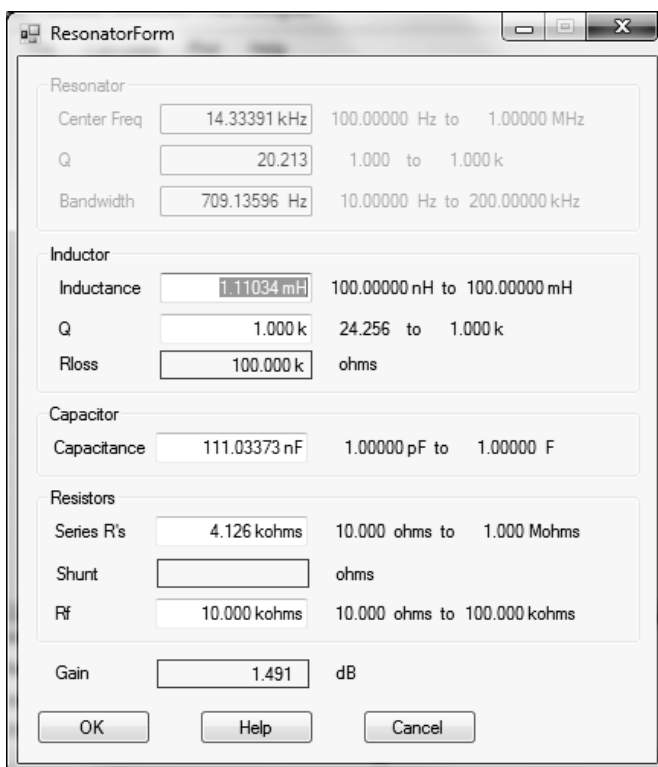 ResonatorForm
Resonator
Center Freq 14.33391 kHz 100.00000 Hz to 1.00000 MHz
Q 20.213 1.000 to 1.000 k
Bandwidth 709.13596 Hz 10.00000 Hz to 200.00000 kHz
Inductor
Inductance 1.11034 mH 100.00000 nH to 100.00000 mH
Q 1.000 k 24.256 to 1.000 k
Rloss 100.000 k ohms
Capacitor
Capacitance 111.03373 nF 1.00000 pF to 1.00000 F
Resistors
Series R's 4.126 kohms 10.000 ohms to 1.000 Mohms
Shunt ohms
Rf 10.000 kohms 10.000 ohms to 100.000 kohms
Gain 1.491 dB
OK Help Cancel